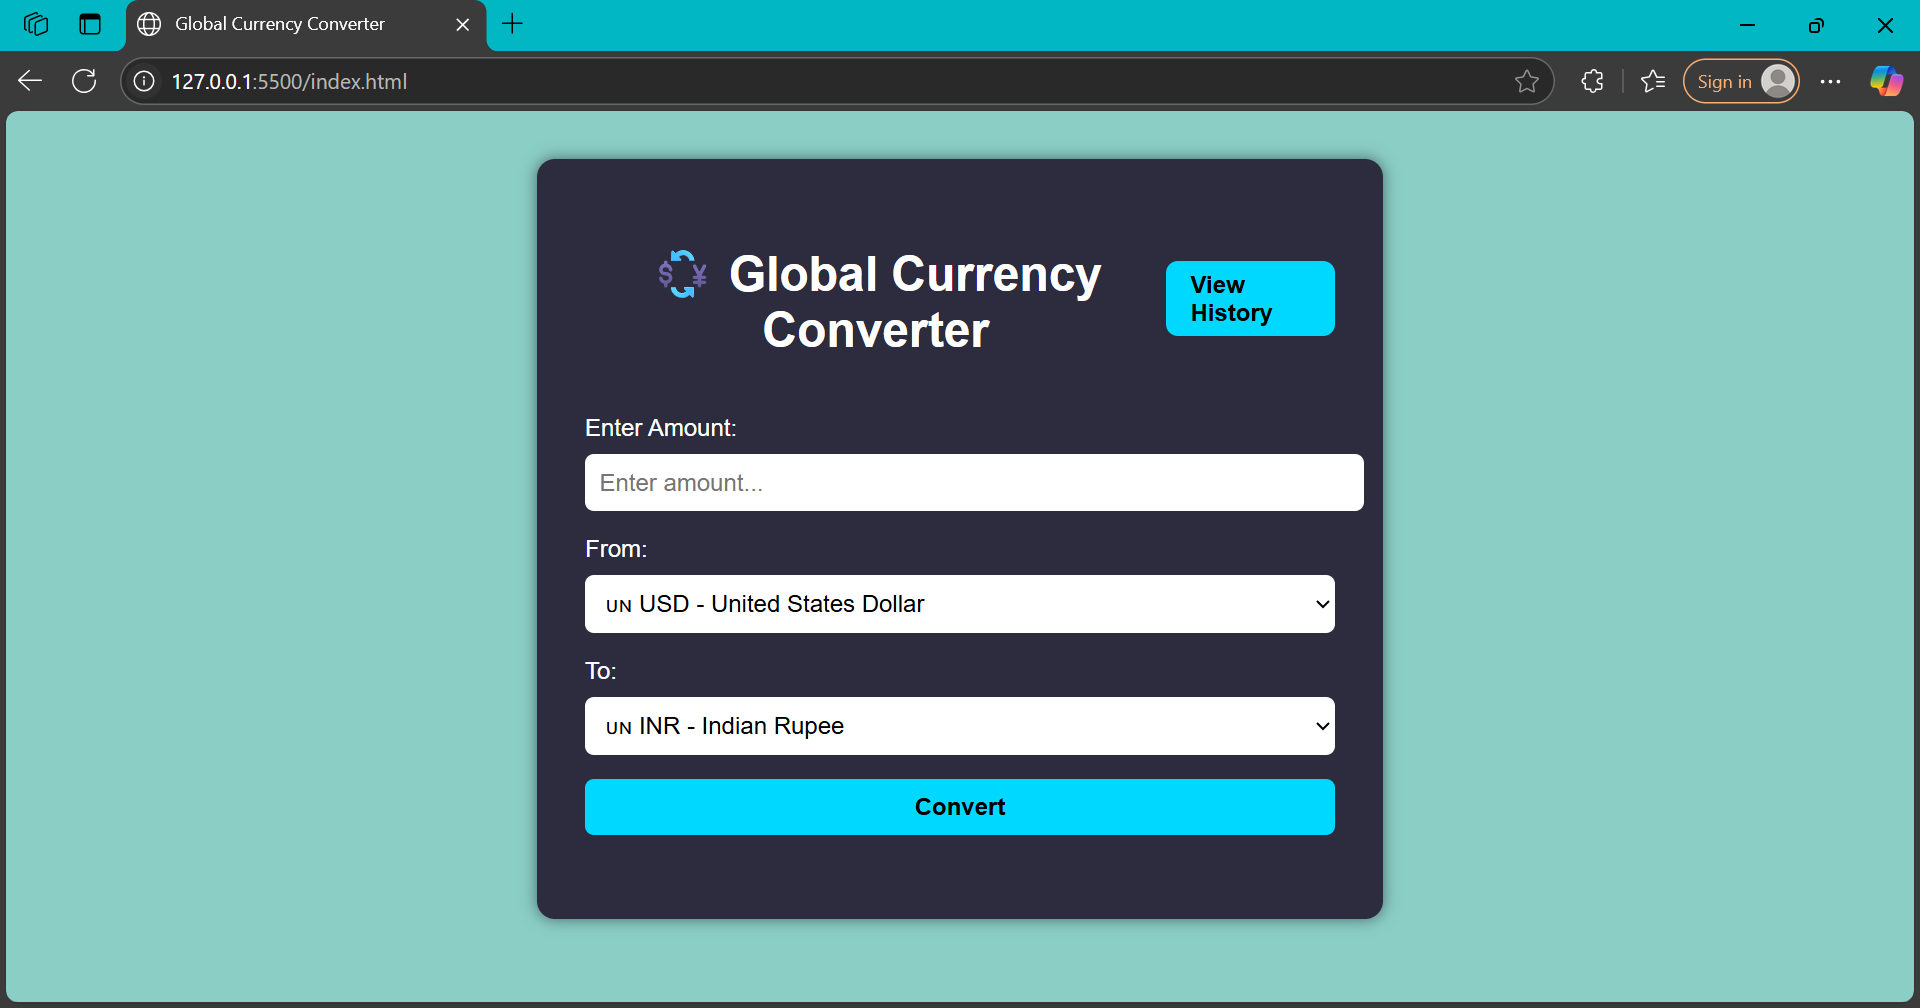 Global Currency Converter
127.0.0.1:5500/index.html
Sign in
$ ¥
Global Currency
Converter
View
History
Enter Amount:
Enter amount...
From:
UN USD - United States Dollar
To:
UN INR - Indian Rupee
Convert